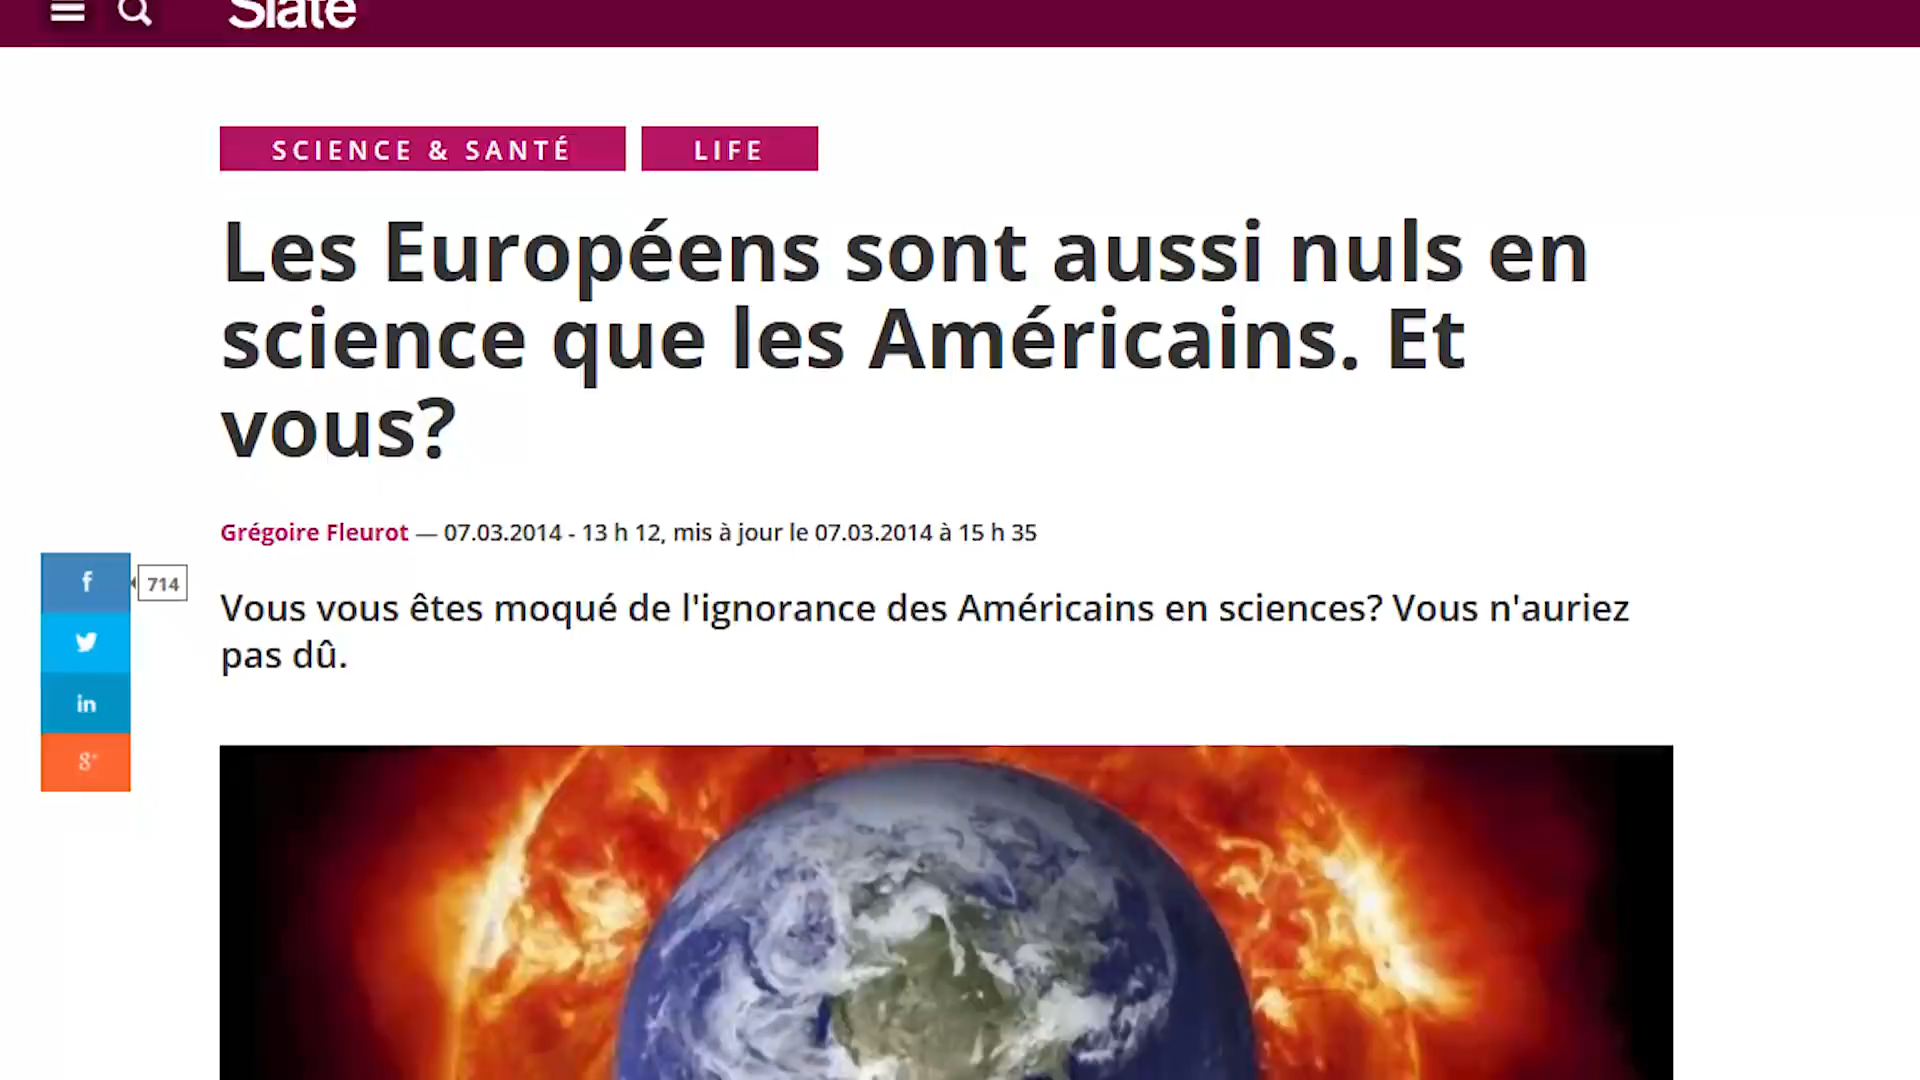 Slate
SCIENCE & SANTÉ
LIFE
Les Européens sont aussi nuls en
science que les Américains. Et
vous?
Grégoire Fleurot — 07.03.2014 - 13 h 12, mis à jour le 07.03.2014 à 15 h 35
f
714
in
8+
Vous vous êtes moqué de l'ignorance des Américains en sciences? Vous n'auriez
pas dû.